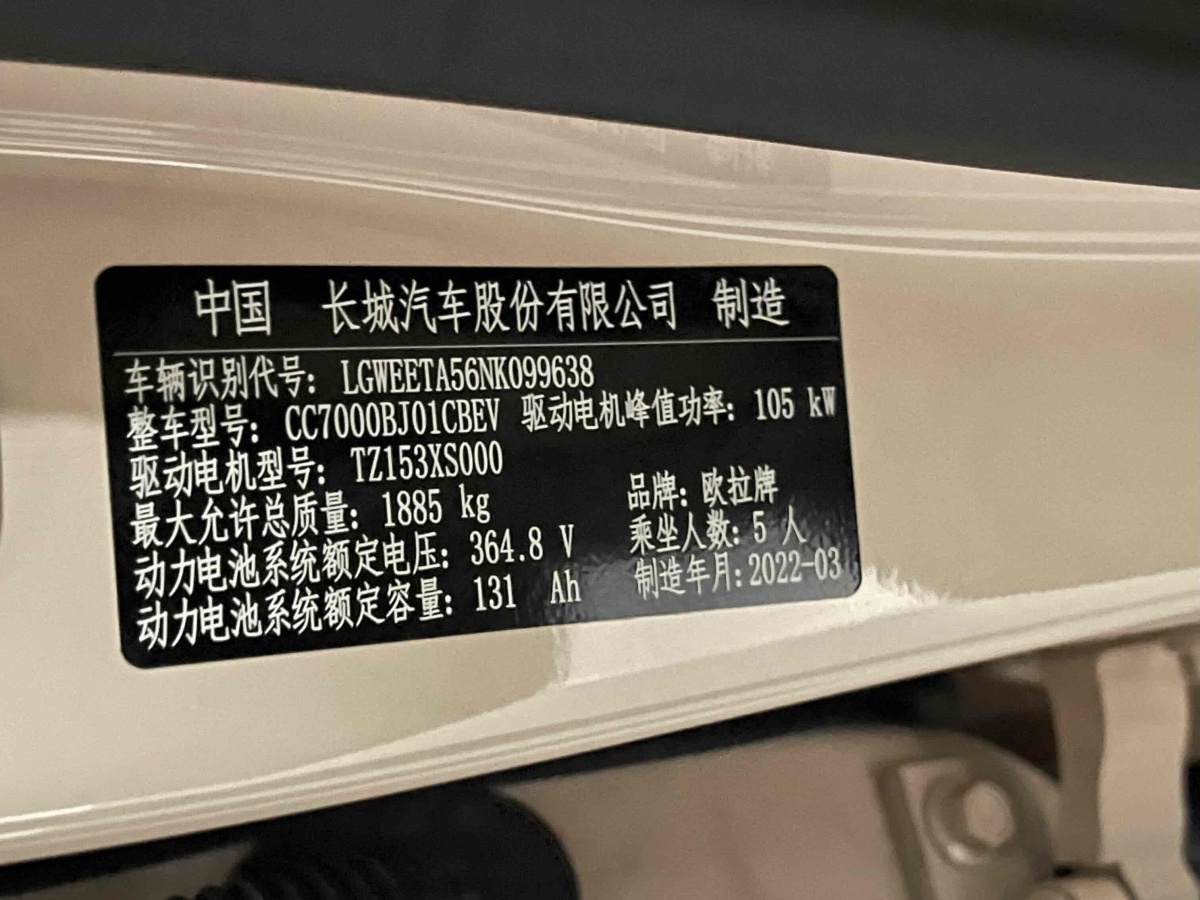 中国 长城汽车股份有限公司 制造
车辆识别代号: LGWEETA56NK099638
整车型号: CC7000BJ01CBEV 驱动电机峰值功率: 105 kW
驱动电机型号: TZ153XS000
最大允许总质量: 1885 kg 品牌: 欧拉牌
动力电池系统额定电压: 364.8 V 乘坐人数: 5 人
动力电池系统额定容量: 131 Ah 制造年月: 2022-03